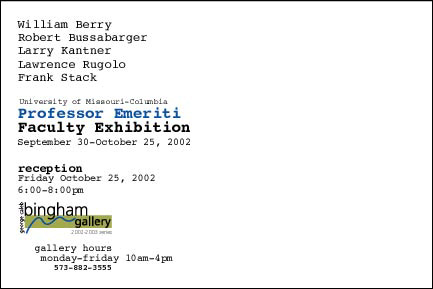 William Berry
Robert Bussabarger
Larry Kantner
Lawrence Rugolo
Frank Stack
University of Missouri-Columbia
Professor Emeriti
Faculty Exhibition
September 30-October 25, 2002
reception
Friday October 25, 2002
6:00-8:00pm
bingham
gallery
2002-2003 series
gallery hours
monday-friday 10am-4pm
573-882-3555